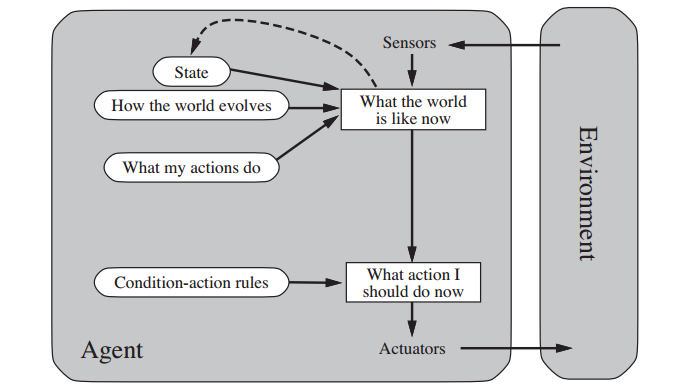 Sensors
State
How the world evolves
What the world
is like now
What my actions do
Environment
Condition-action rules
What action I
should do now
Agent
Actuators